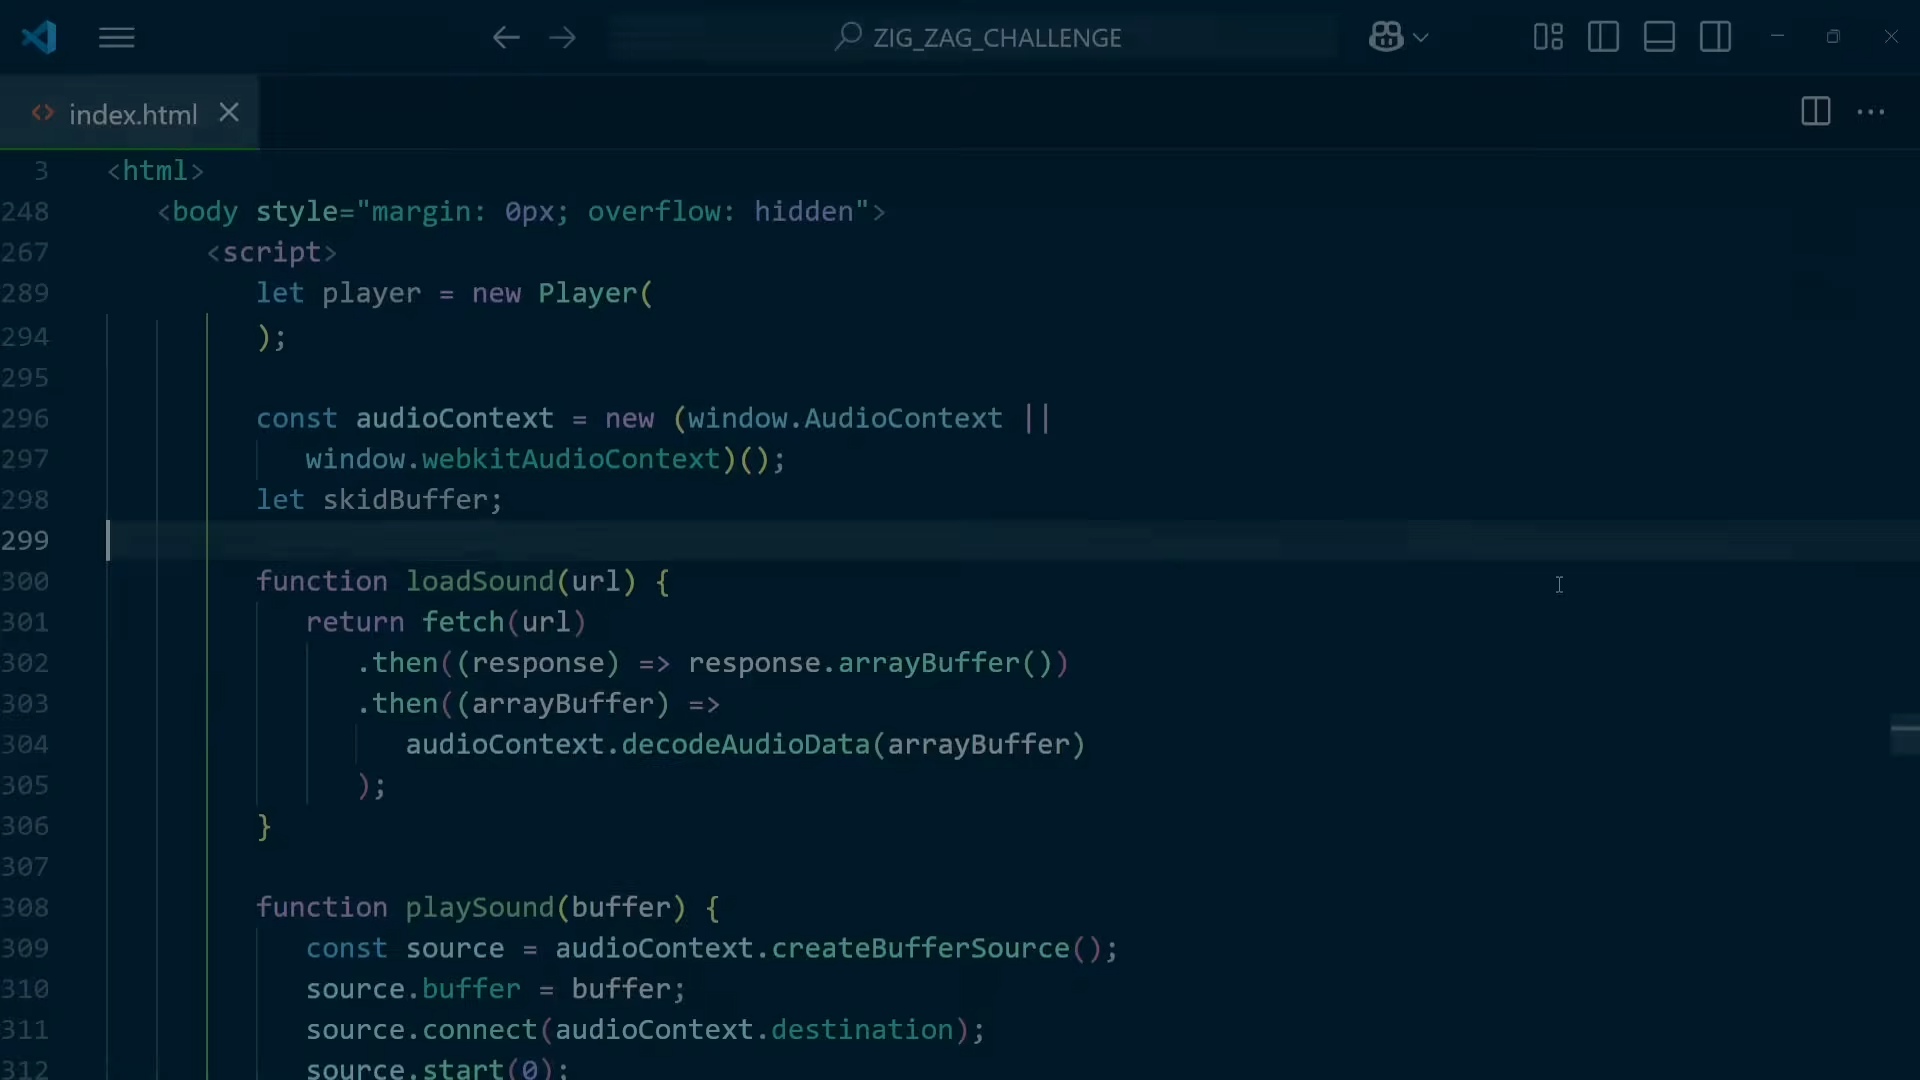 ZIG_ZAG_CHALLENGE
index.html
3 <html>
248 <body style="margin: 0px; overflow: hidden">
267 <script>
289 let player = new Player(
294 );
295
296 const audioContext = new (window.AudioContext ||
297 window.webkitAudioContext)();
298 let skidBuffer;
299
300 function loadSound(url) {
301 return fetch(url)
302 .then((response) => response.arrayBuffer())
303 .then((arrayBuffer) =>
304 audioContext.decodeAudioData(arrayBuffer)
305 );
306 }
307
308 function playSound(buffer) {
309 const source = audioContext.createBufferSource();
310 source.buffer = buffer;
311 source.connect(audioContext.destination);
312 source.start(0);